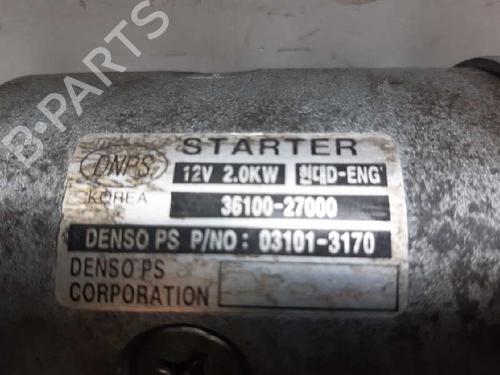 STARTER
DNPS
12V 2.0KW 현대D-ENG
KOREA
36100-27000
DENSO PS P/NO: 03101-3170
DENSO PS
CORPORATION
B-PARTS